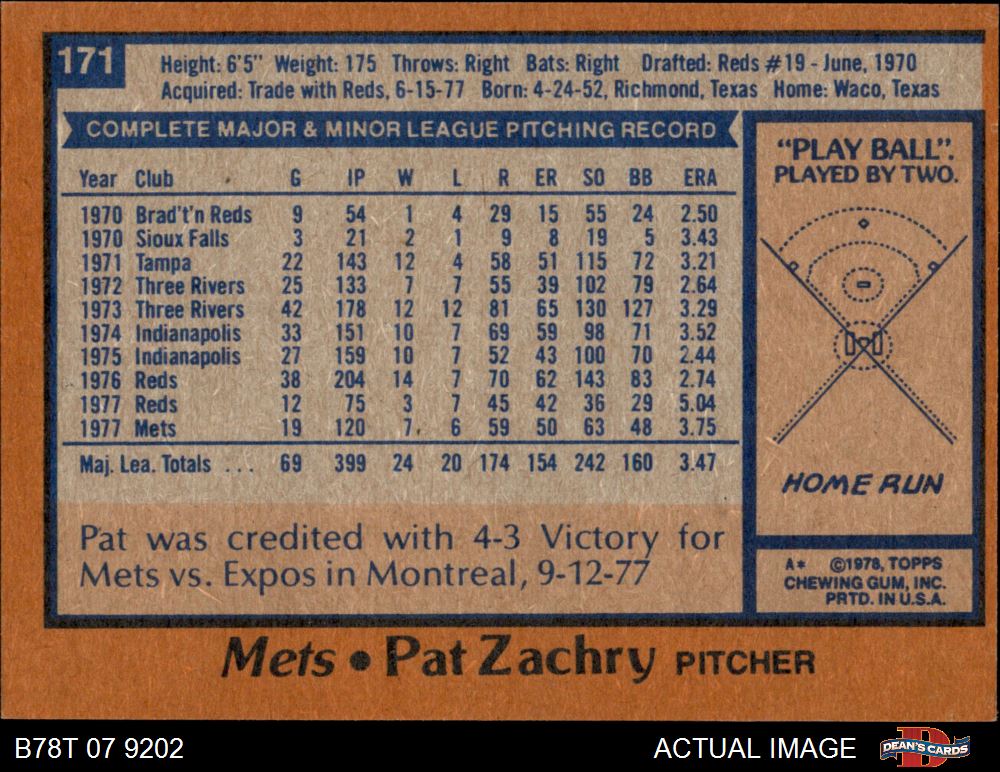 171
Height: 6'5" Weight: 175 Throws: Right Bats: Right Drafted: Reds #19 - June, 1970
Acquired: Trade with Reds, 6-15-77 Born: 4-24-52, Richmond, Texas Home: Waco, Texas
COMPLETE MAJOR & MINOR LEAGUE PITCHING RECORD
Year Club G IP W L R ER SO BB ERA
1970 Brad't'n Reds 9 54 1 4 29 15 55 24 2.50
1970 Sioux Falls 3 21 2 1 9 8 19 5 3.43
1971 Tampa 22 143 12 4 58 51 115 72 3.21
1972 Three Rivers 25 133 7 7 55 39 102 79 2.64
1973 Three Rivers 42 178 12 12 81 65 130 127 3.29
1974 Indianapolis 33 151 10 7 69 59 98 71 3.52
1975 Indianapolis 27 159 10 7 52 43 100 70 2.44
1976 Reds 38 204 14 7 70 62 143 83 2.74
1977 Reds 12 75 3 7 45 42 36 29 5.04
1977 Mets 19 120 7 6 59 50 63 48 3.75
Maj. Lea. Totals ... 69 399 24 20 174 154 242 160 3.47
Pat was credited with 4-3 Victory for
Mets vs. Expos in Montreal, 9-12-77
"PLAY BALL".
PLAYED BY TWO.
HOME RUN
A* ©1978, TOPPS
CHEWING GUM, INC.
PRTD. IN U.S.A.
Mets • Pat Zachry PITCHER
B78T 07 9202
ACTUAL IMAGE
D
DEAN'S CARDS